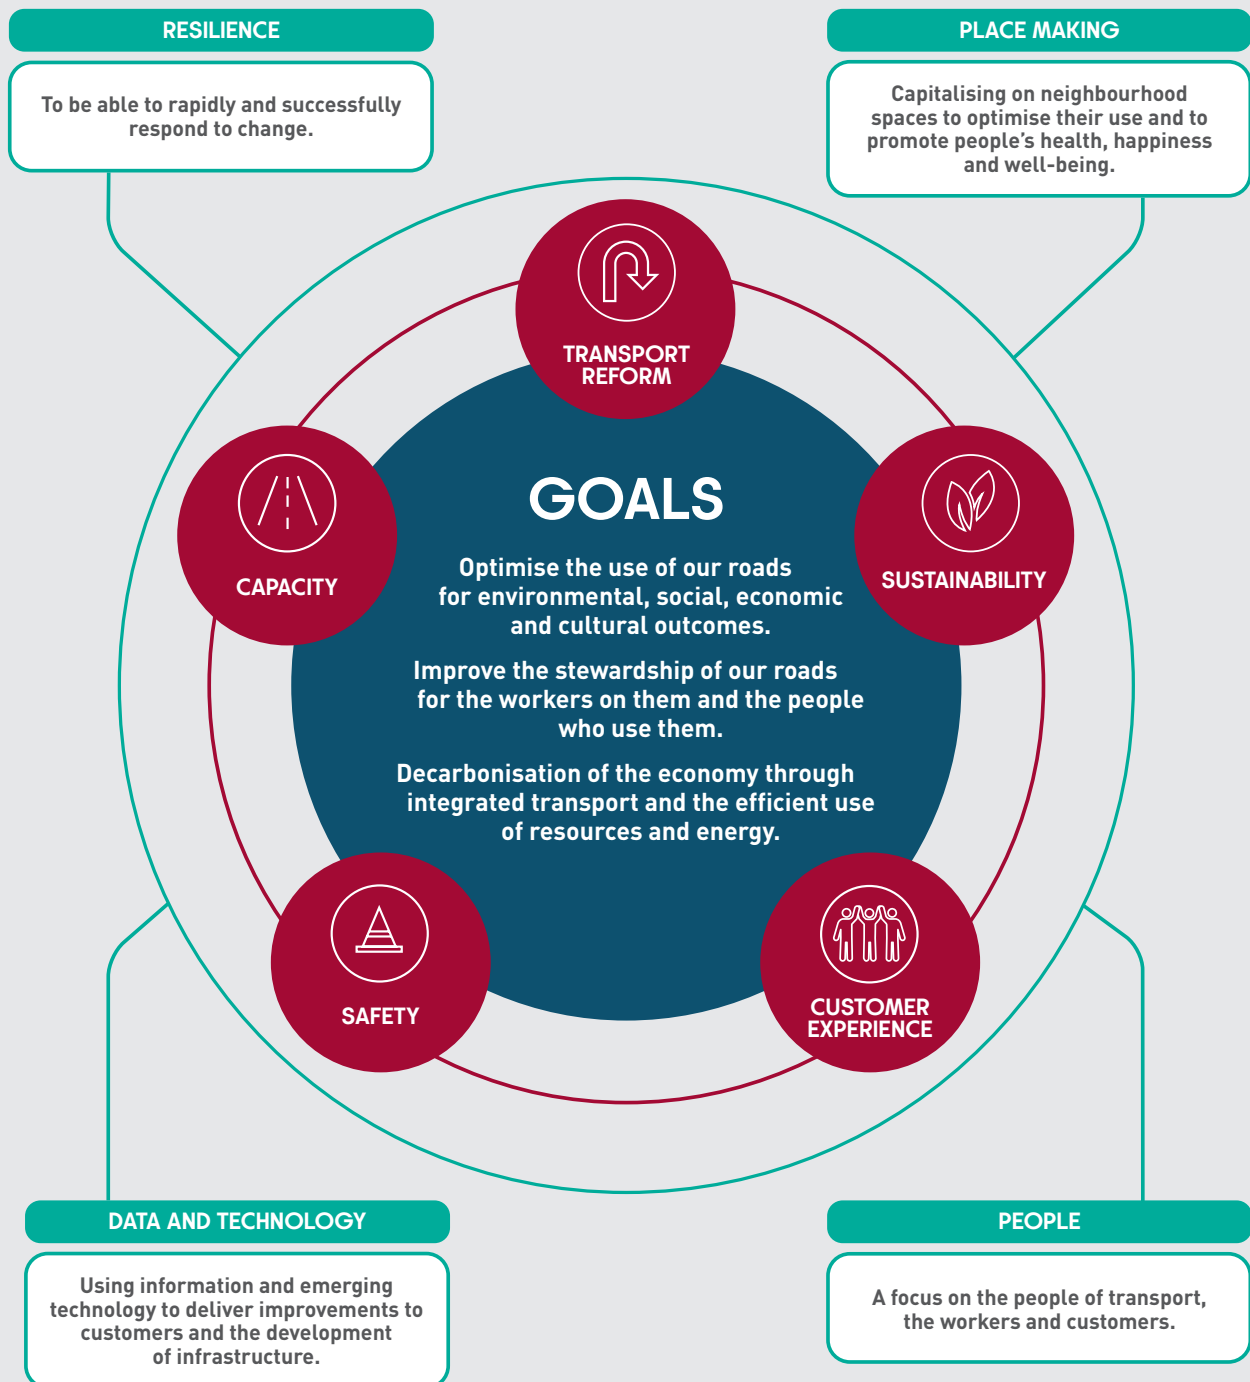 RESILIENCE
To be able to rapidly and successfully
respond to change.
PLACE MAKING
Capitalising on neighbourhood
spaces to optimise their use and to
promote people's health, happiness
and well-being.
TRANSPORT
REFORM
CAPACITY
SUSTAINABILITY
GOALS
Optimise the use of our roads
for environmental, social, economic
and cultural outcomes.
Improve the stewardship of our roads
for the workers on them and the people
who use them.
Decarbonisation of the economy through
integrated transport and the efficient use
of resources and energy.
SAFETY
CUSTOMER
EXPERIENCE
DATA AND TECHNOLOGY
Using information and emerging
technology to deliver improvements to
customers and the development
of infrastructure.
PEOPLE
A focus on the people of transport,
the workers and customers.